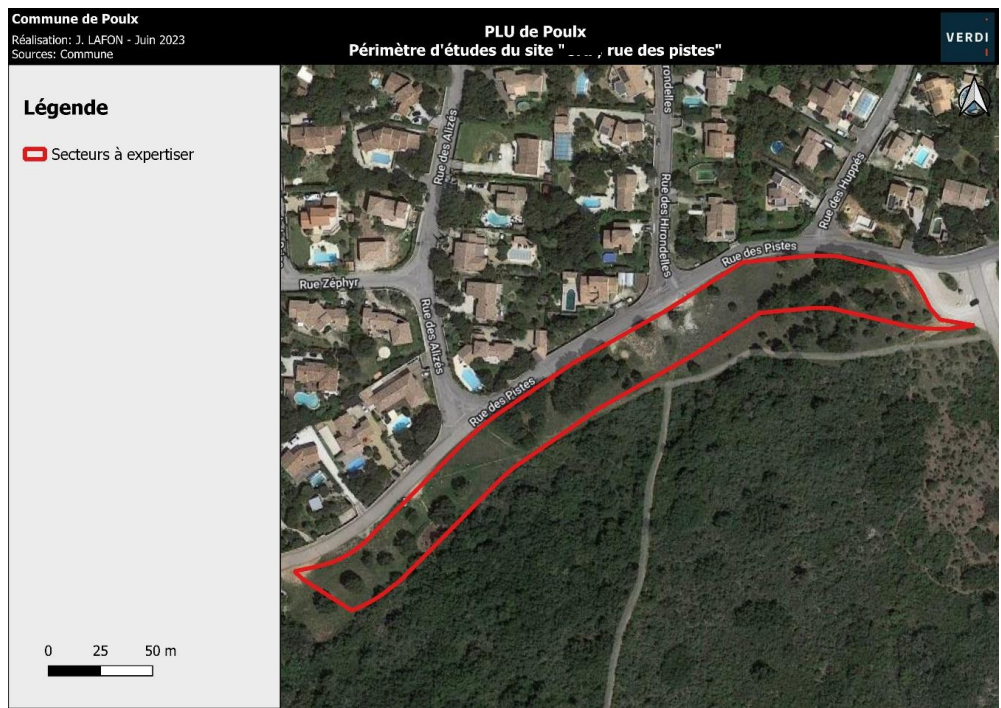 Commune de Poulx
Réalisation: J. LAFON - Juin 2023
Sources: Commune
PLU de Poulx
Périmètre d'études du site " , rue des pistes"
VERDI
Légende
Secteurs à expertiser
0 25 50 m
rondelles
Rue des Alizés
Rue des Hirondelles
Rue des Huppés
Rue des Pistes
Rue Zéphyr
Rue des Alizés
Rue des Pistes